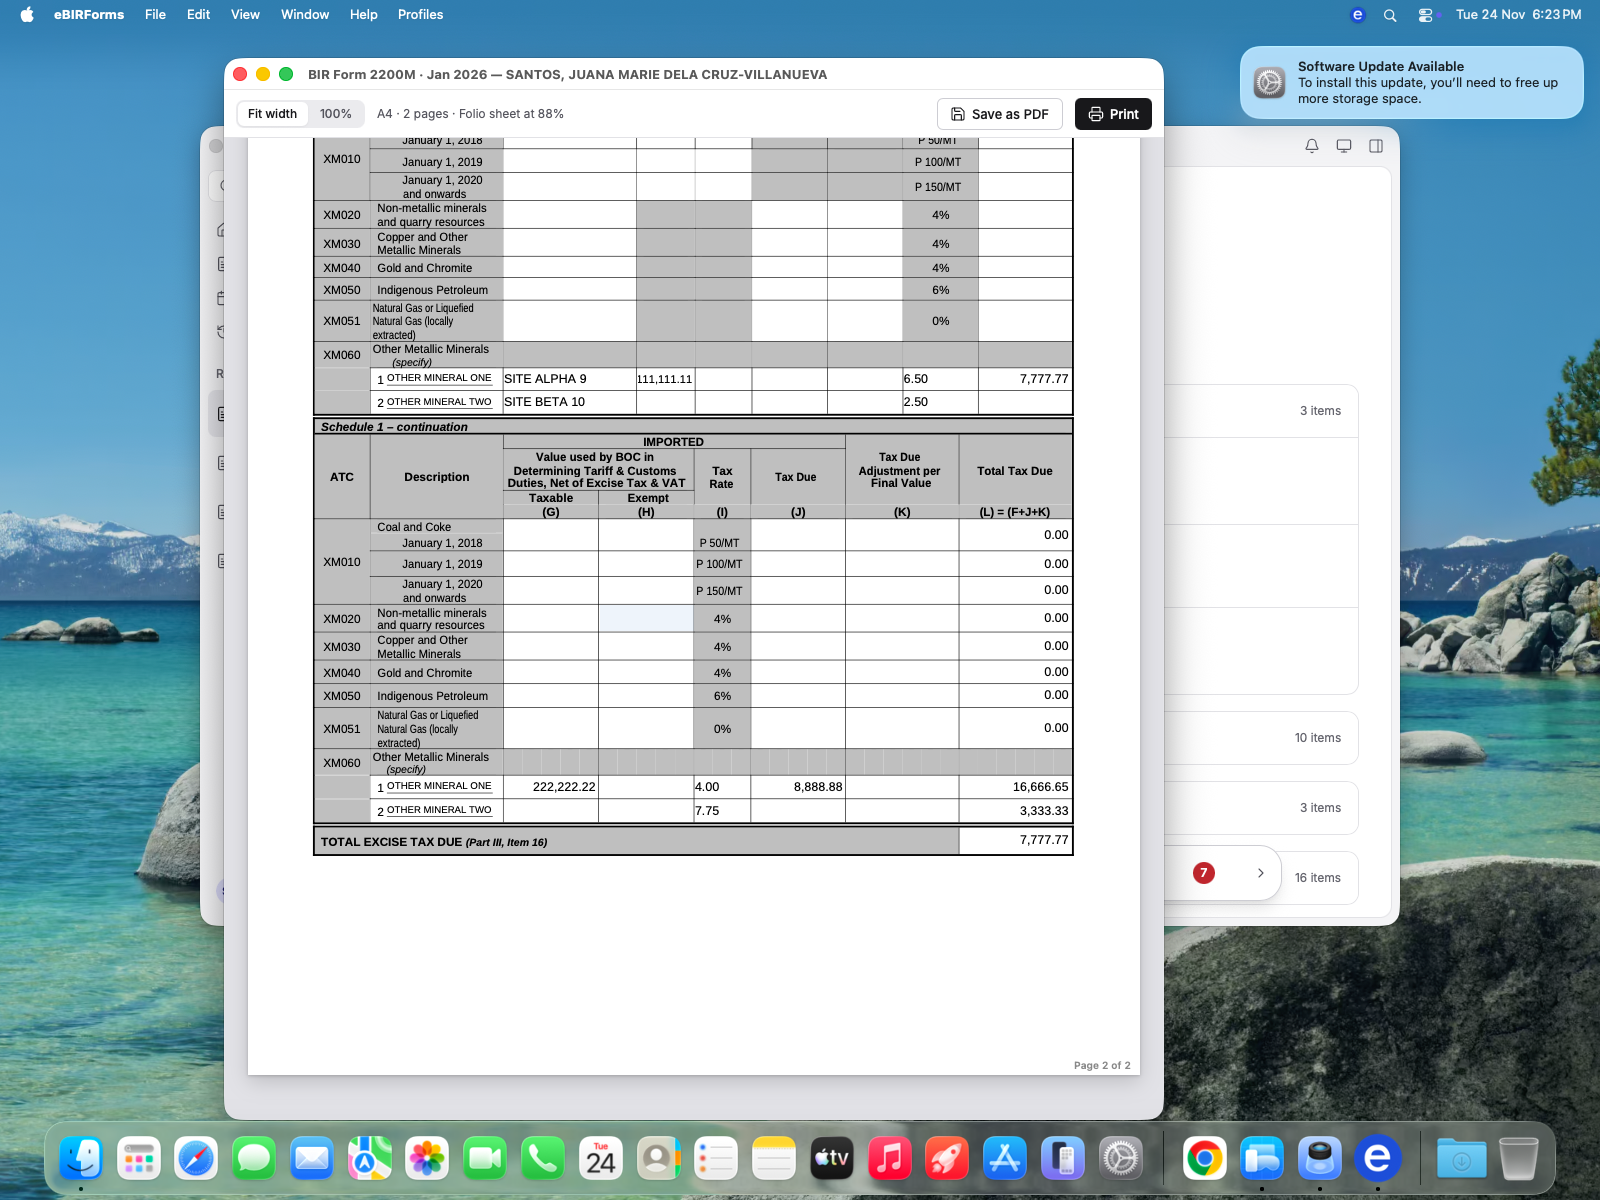 eBIRForms File Edit View Window Help Profiles
e Tue 24 Nov 6:23 PM
Software Update Available
To install this update, you'll need to free up
more storage space.
BIR Form 2200M · Jan 2026 — SANTOS, JUANA MARIE DELA CRUZ-VILLANUEVA
Fit width 100% A4 · 2 pages · Folio sheet at 88% Save as PDF Print
January 1, 2018 P 50/MT
XM010
January 1, 2019 P 100/MT
January 1, 2020
and onwards P 150/MT
XM020 Non-metallic minerals
and quarry resources 4%
XM030 Copper and Other
Metallic Minerals 4%
XM040 Gold and Chromite 4%
XM050 Indigenous Petroleum 6%
XM051 Natural Gas or Liquefied
Natural Gas (locally
extracted) 0%
XM060 Other Metallic Minerals
(specify)
1 OTHER MINERAL ONE SITE ALPHA 9 111,111.11 6.50 7,777.77
2 OTHER MINERAL TWO SITE BETA 10 2.50
Schedule 1 – continuation
IMPORTED
ATC Description
Value used by BOC in
Determining Tariff & Customs
Duties, Net of Excise Tax & VAT
Taxable Exempt
(G) (H)
Tax
Rate
(I)
Tax Due
(J)
Tax Due
Adjustment per
Final Value
(K)
Total Tax Due
(L) = (F+J+K)
XM010
Coal and Coke
January 1, 2018 P 50/MT 0.00
January 1, 2019 P 100/MT 0.00
January 1, 2020
and onwards P 150/MT 0.00
XM020 Non-metallic minerals
and quarry resources 4% 0.00
XM030 Copper and Other
Metallic Minerals 4% 0.00
XM040 Gold and Chromite 4% 0.00
XM050 Indigenous Petroleum 6% 0.00
XM051 Natural Gas or Liquefied
Natural Gas (locally
extracted) 0% 0.00
XM060 Other Metallic Minerals
(specify)
1 OTHER MINERAL ONE 222,222.22 4.00 8,888.88 16,666.65
2 OTHER MINERAL TWO 7.75 3,333.33
TOTAL EXCISE TAX DUE (Part III, Item 16) 7,777.77
Page 2 of 2
3 items
10 items
3 items
7
16 items
Tue
24
tv
e